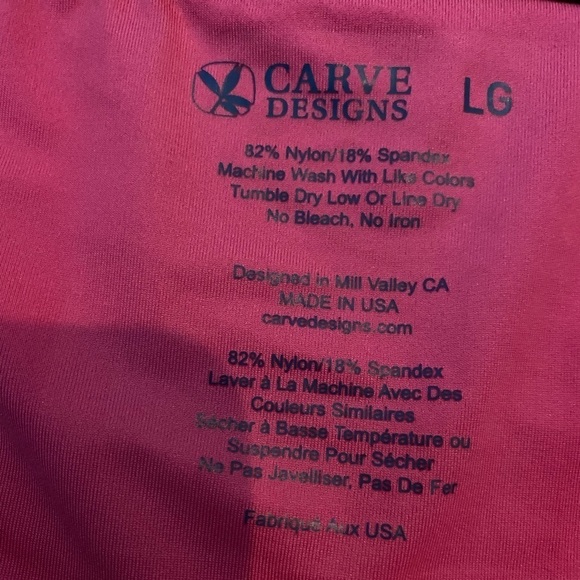 CARVE
DESIGNS
LG
82% Nylon/18% Spandex
Machine Wash With Like Colors
Tumble Dry Low Or Line Dry
No Bleach, No Iron
Designed in Mill Valley CA
MADE IN USA
carvedesigns.com
82% Nylon/18% Spandex
Laver à La Machine Avec Des
Couleurs Similaires
Sécher à Basse Température ou
Suspendre Pour Sécher
Ne Pas Javelliser, Pas De Fer
Fabriqué Aux USA